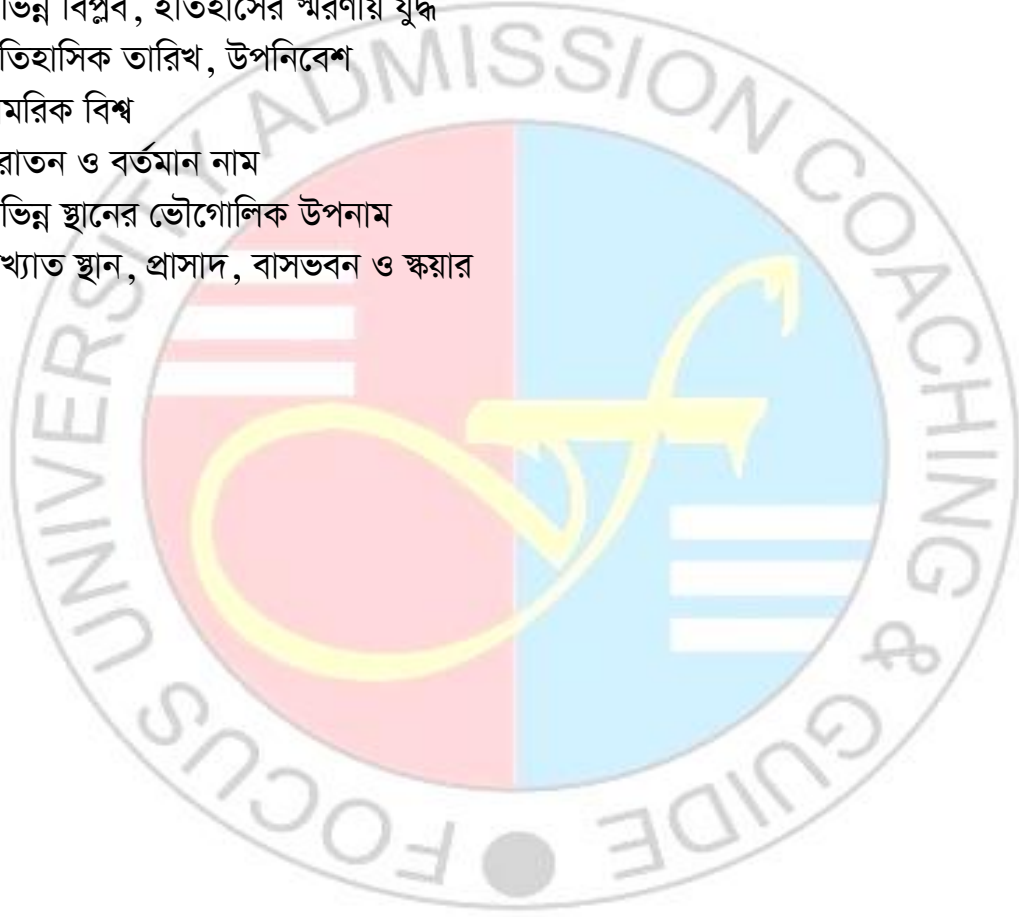 ভিন্ন বিপ্লব, ইতিহাসের স্মরণীয় যুদ্ধ
তিহাসিক তারিখ, উপনিবেশ
মরিক বিশ্ব
রাতন ও বর্তমান নাম
ভিন্ন স্থানের ভৌগোলিক উপনাম
খ্যাত স্থান, প্রাসাদ, বাসভবন ও স্কয়ার
FOCUS UNIVERSITY ADMISSION COACHING & GUIDE